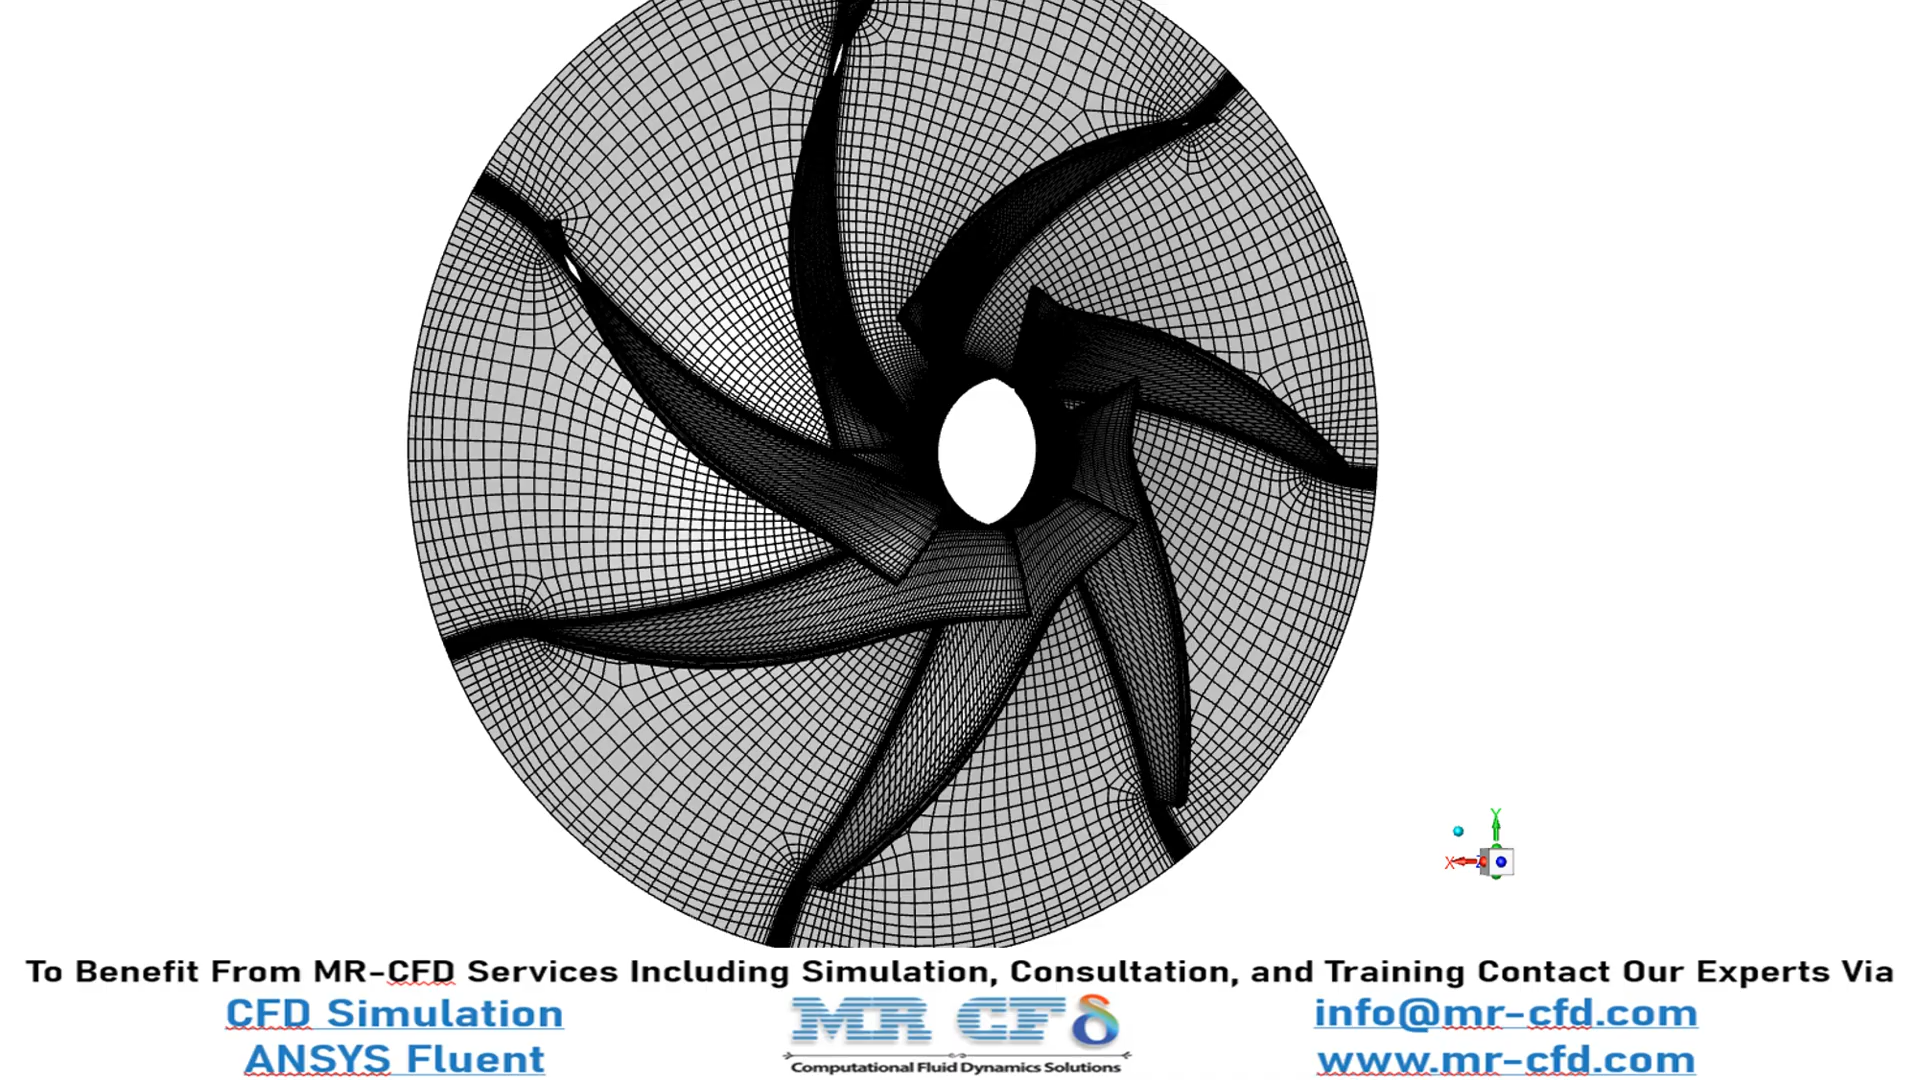 Y
X
Z
To Benefit From MR-CFD Services Including Simulation, Consultation, and Training Contact Our Experts Via
CFD Simulation
ANSYS Fluent
MR CFδ
Computational Fluid Dynamics Solutions
info@mr-cfd.com
www.mr-cfd.com